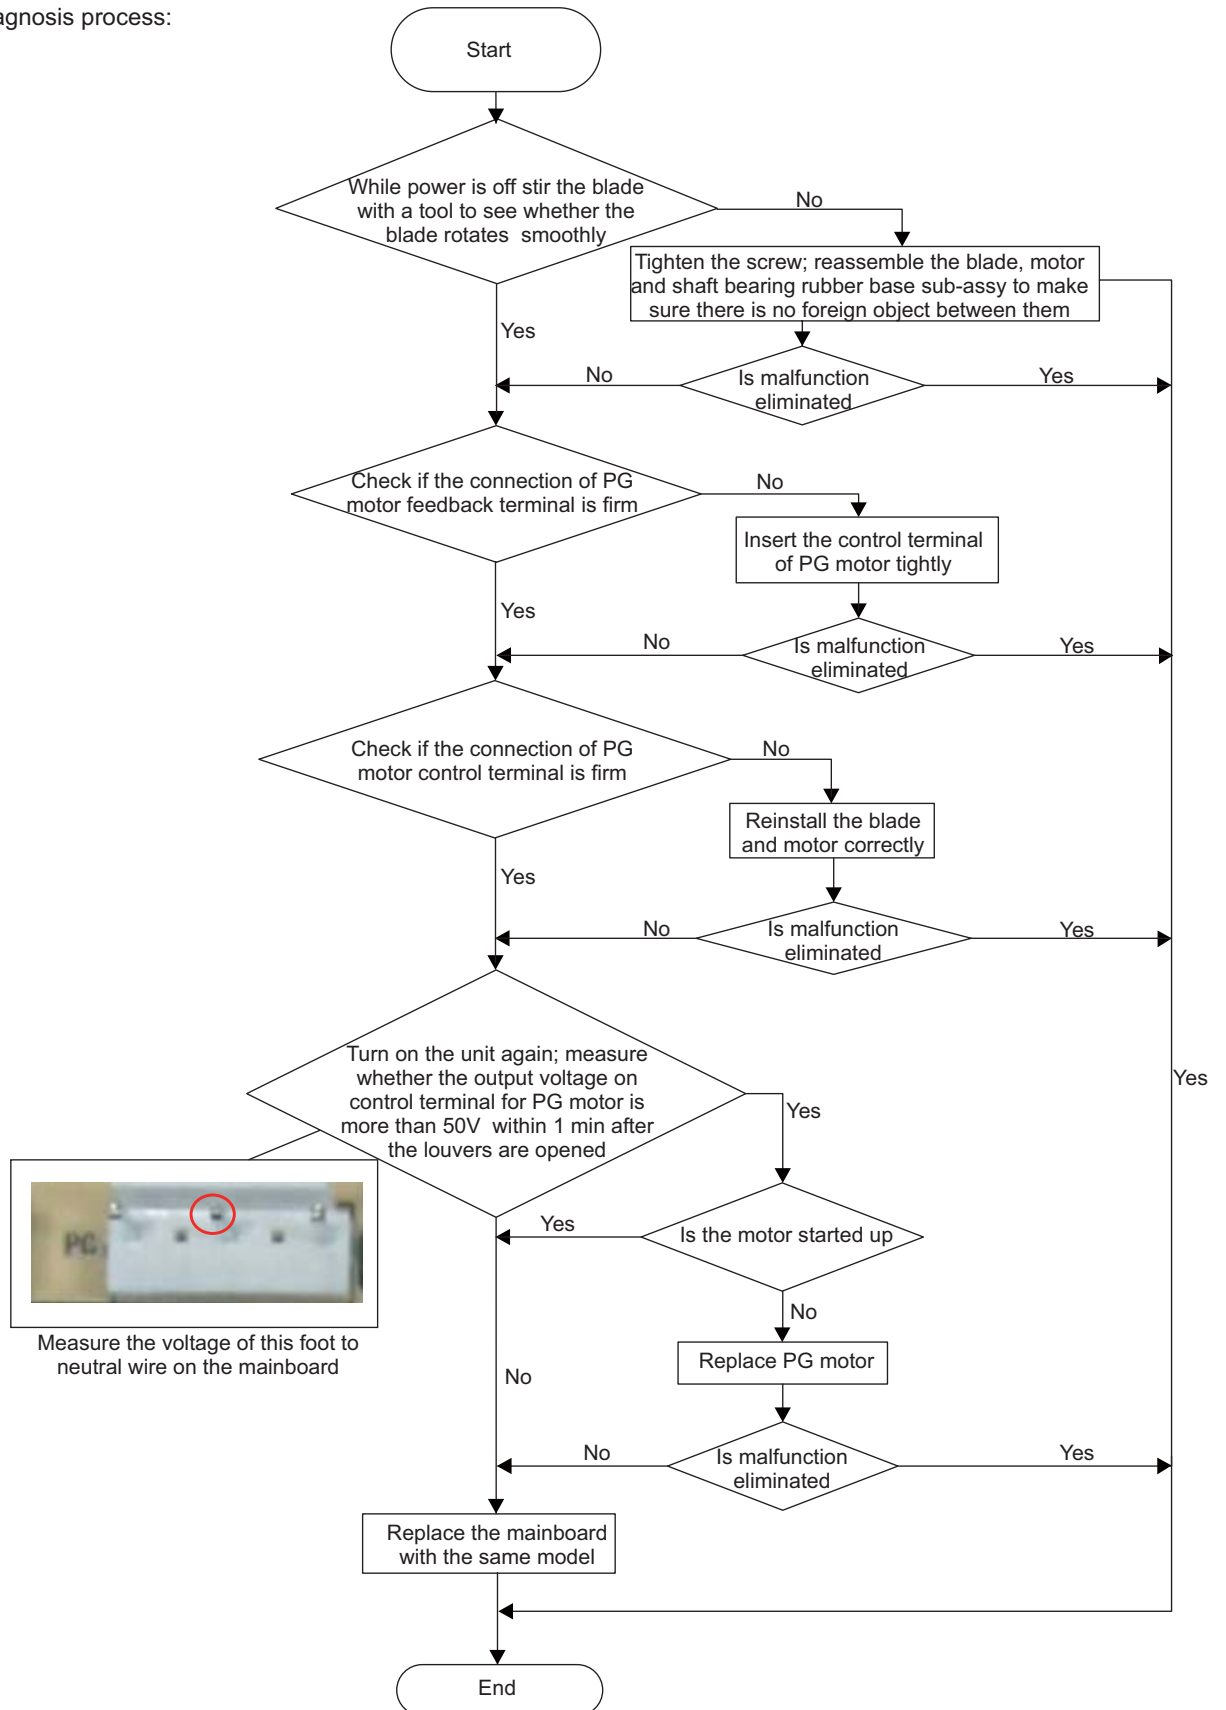 agnosis process:
Start
While power is off stir the blade
with a tool to see whether the
blade rotates smoothly
No
Tighten the screw; reassemble the blade, motor
and shaft bearing rubber base sub-assy to make
sure there is no foreign object between them
Yes
No
Is malfunction
eliminated
Yes
Check if the connection of PG
motor feedback terminal is firm
No
Insert the control terminal
of PG motor tightly
Yes
No
Is malfunction
eliminated
Yes
Check if the connection of PG
motor control terminal is firm
No
Reinstall the blade
and motor correctly
Yes
No
Is malfunction
eliminated
Yes
Turn on the unit again; measure
whether the output voltage on
control terminal for PG motor is
more than 50V within 1 min after
the louvers are opened
Yes
Yes
PG
Measure the voltage of this foot to
neutral wire on the mainboard
Yes
Is the motor started up
No
Replace PG motor
No
No
Is malfunction
eliminated
Yes
Replace the mainboard
with the same model
End